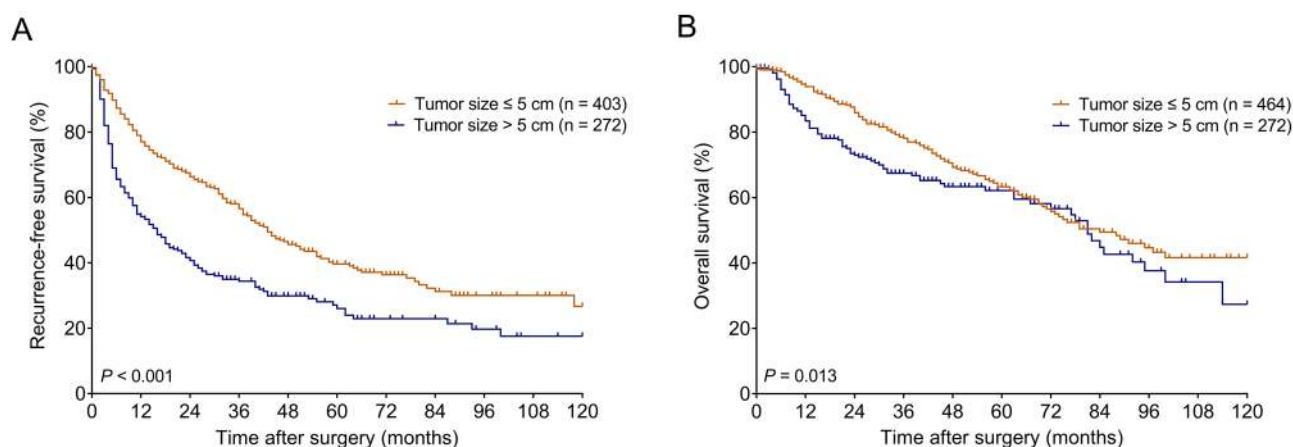 A
Recurrence-free survival (%)
100
80
60
40
20
0
Tumor size ≤ 5 cm (n = 403)
Tumor size > 5 cm (n = 272)
P < 0.001
0 12 24 36 48 60 72 84 96 108 120
Time after surgery (months)
B
Overall survival (%)
100
80
60
40
20
0
Tumor size ≤ 5 cm (n = 464)
Tumor size > 5 cm (n = 272)
P = 0.013
0 12 24 36 48 60 72 84 96 108 120
Time after surgery (months)